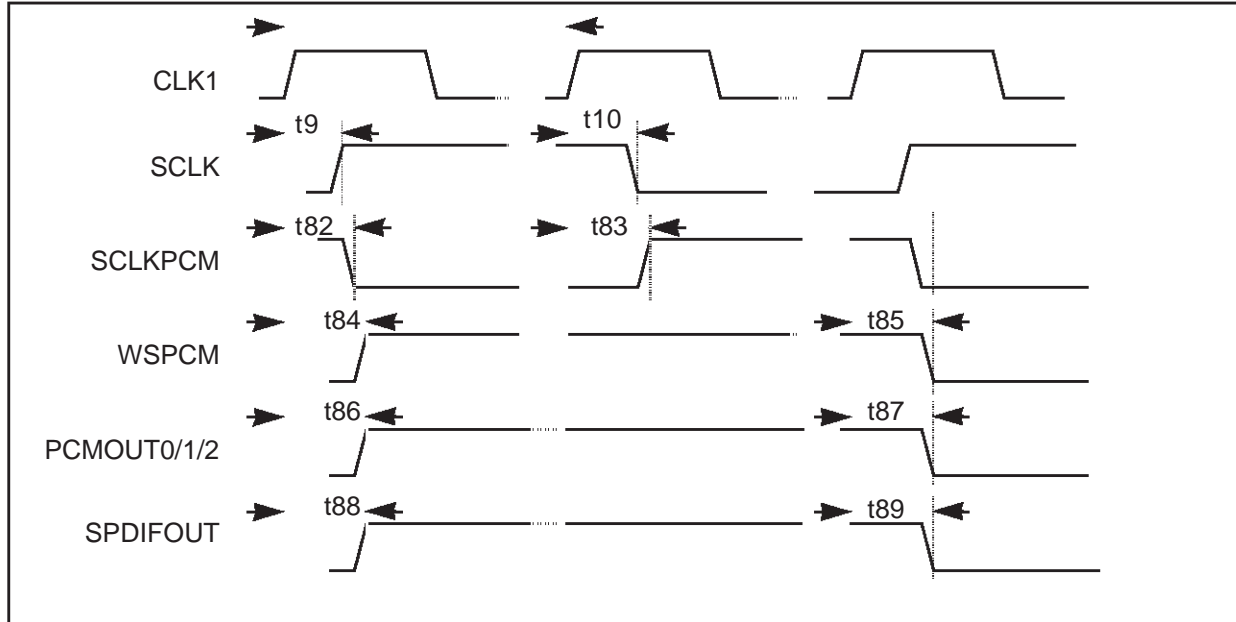 CLK1
t9
t10
SCLK
t82
t83
SCLKPCM
t84
t85
WSPCM
t86
t87
PCMOUT0/1/2
t88
t89
SPDIFOUT